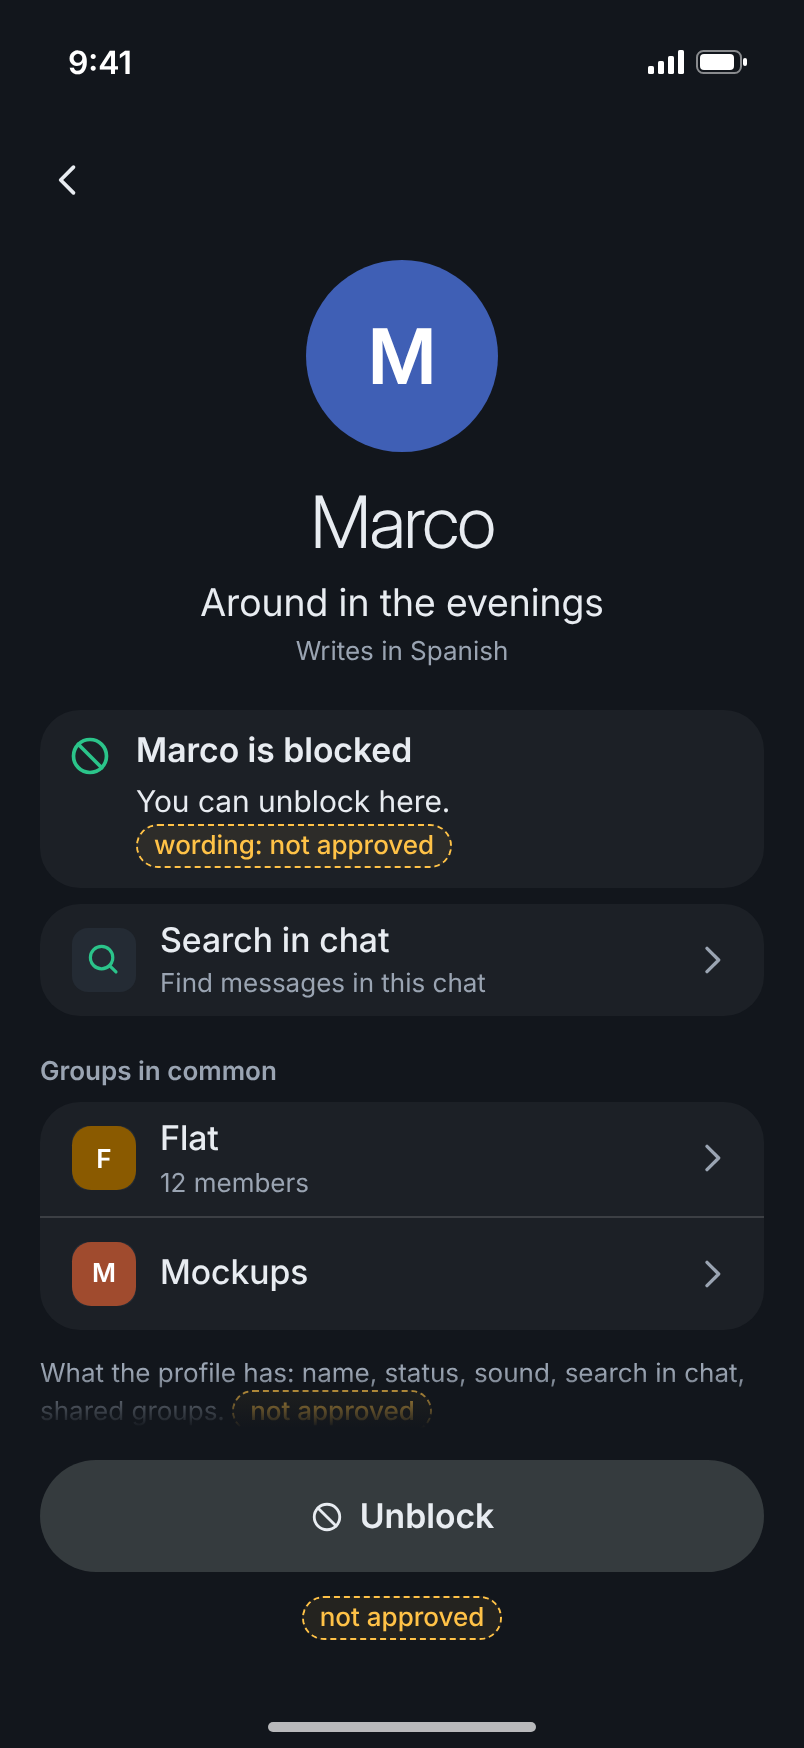 9:41
M
Marco
Around in the evenings
Writes in Spanish
Marco is blocked
You can unblock here.
wording: not approved
Search in chat
Find messages in this chat
Groups in common
F
Flat
12 members
M
Mockups
What the profile has: name, status, sound, search in chat,
shared groups. not approved
Unblock
not approved